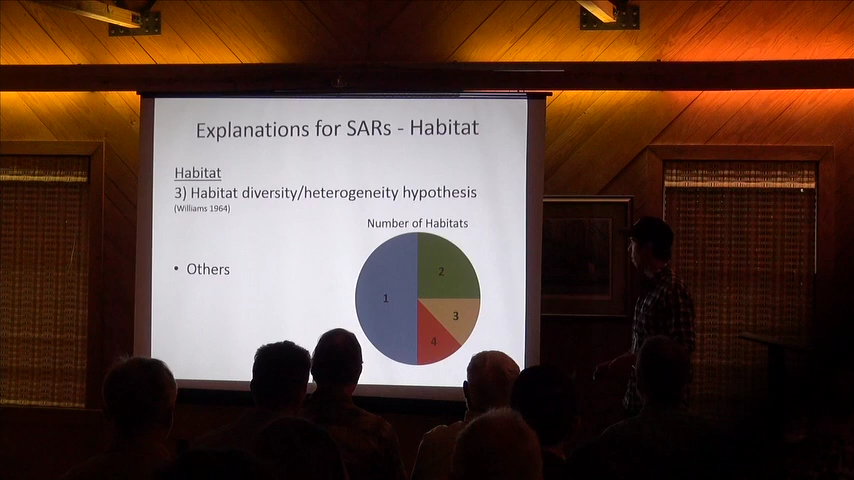 Explanations for SARs - Habitat
Habitat
3) Habitat diversity/heterogeneity hypothesis
(Williams 1964)
Number of Habitats
• Others
1
2
3
4